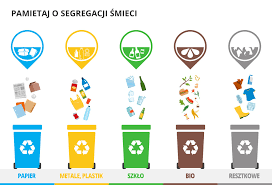 PAMIĘTAJ O SEGREGACJI ŚMIECI
PAPIER
METALE, PLASTIK
SZKŁO
BIO
RESZTKOWE